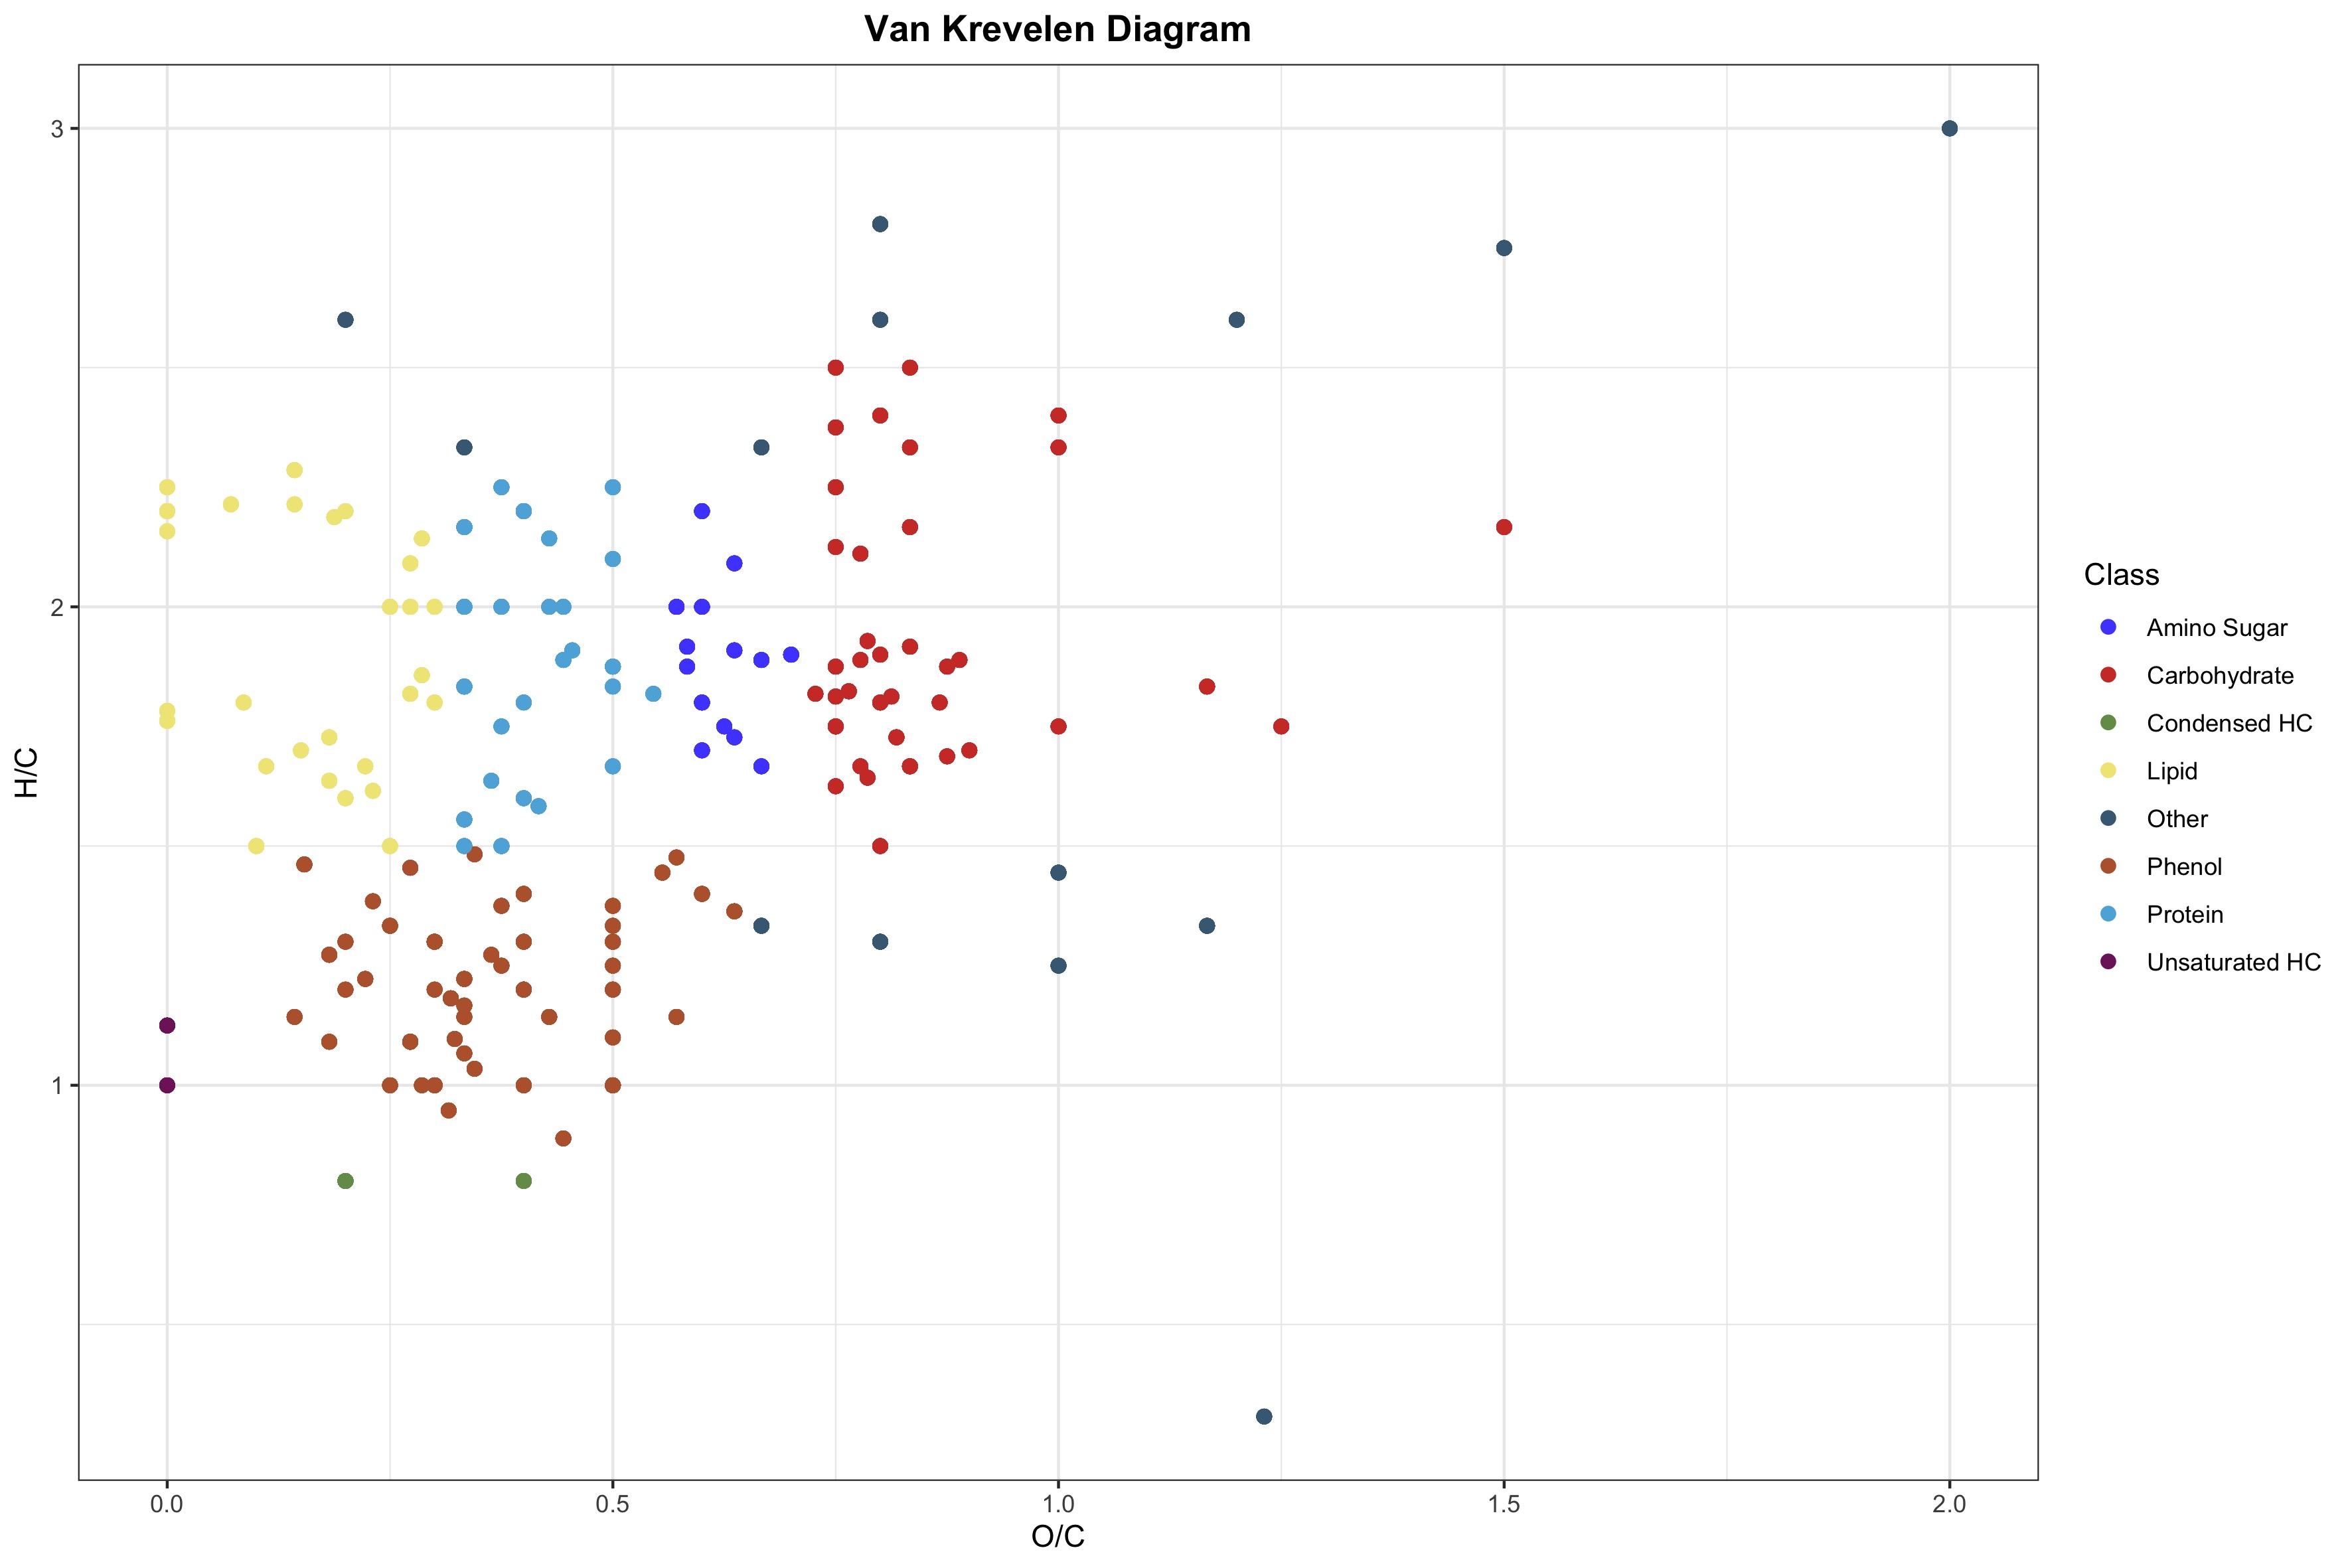 Van Krevelen Diagram
3
2
1
H/C
0.0 0.5 1.0 1.5 2.0
O/C
Class
Amino Sugar
Carbohydrate
Condensed HC
Lipid
Other
Phenol
Protein
Unsaturated HC